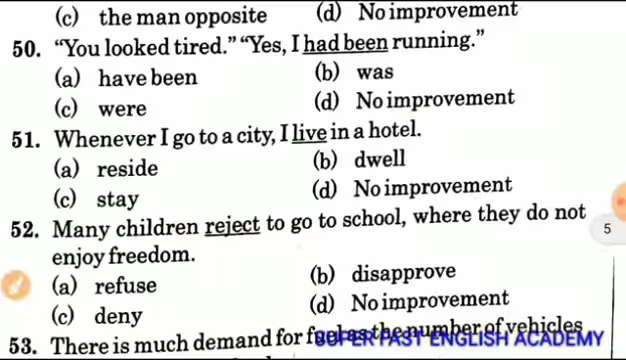 (c) the man opposite (d) No improvement
50. “You looked tired.” “Yes, I had been running.”
(a) have been (b) was
(c) were (d) No improvement
51. Whenever I go to a city, I live in a hotel.
(a) reside (b) dwell
(c) stay (d) No improvement
52. Many children reject to go to school, where they do not
5
enjoy freedom.
(a) refuse (b) disapprove
(c) deny (d) No improvement
53. There is much demand for fuel as the number of vehicles
SUPER FAST ENGLISH ACADEMY